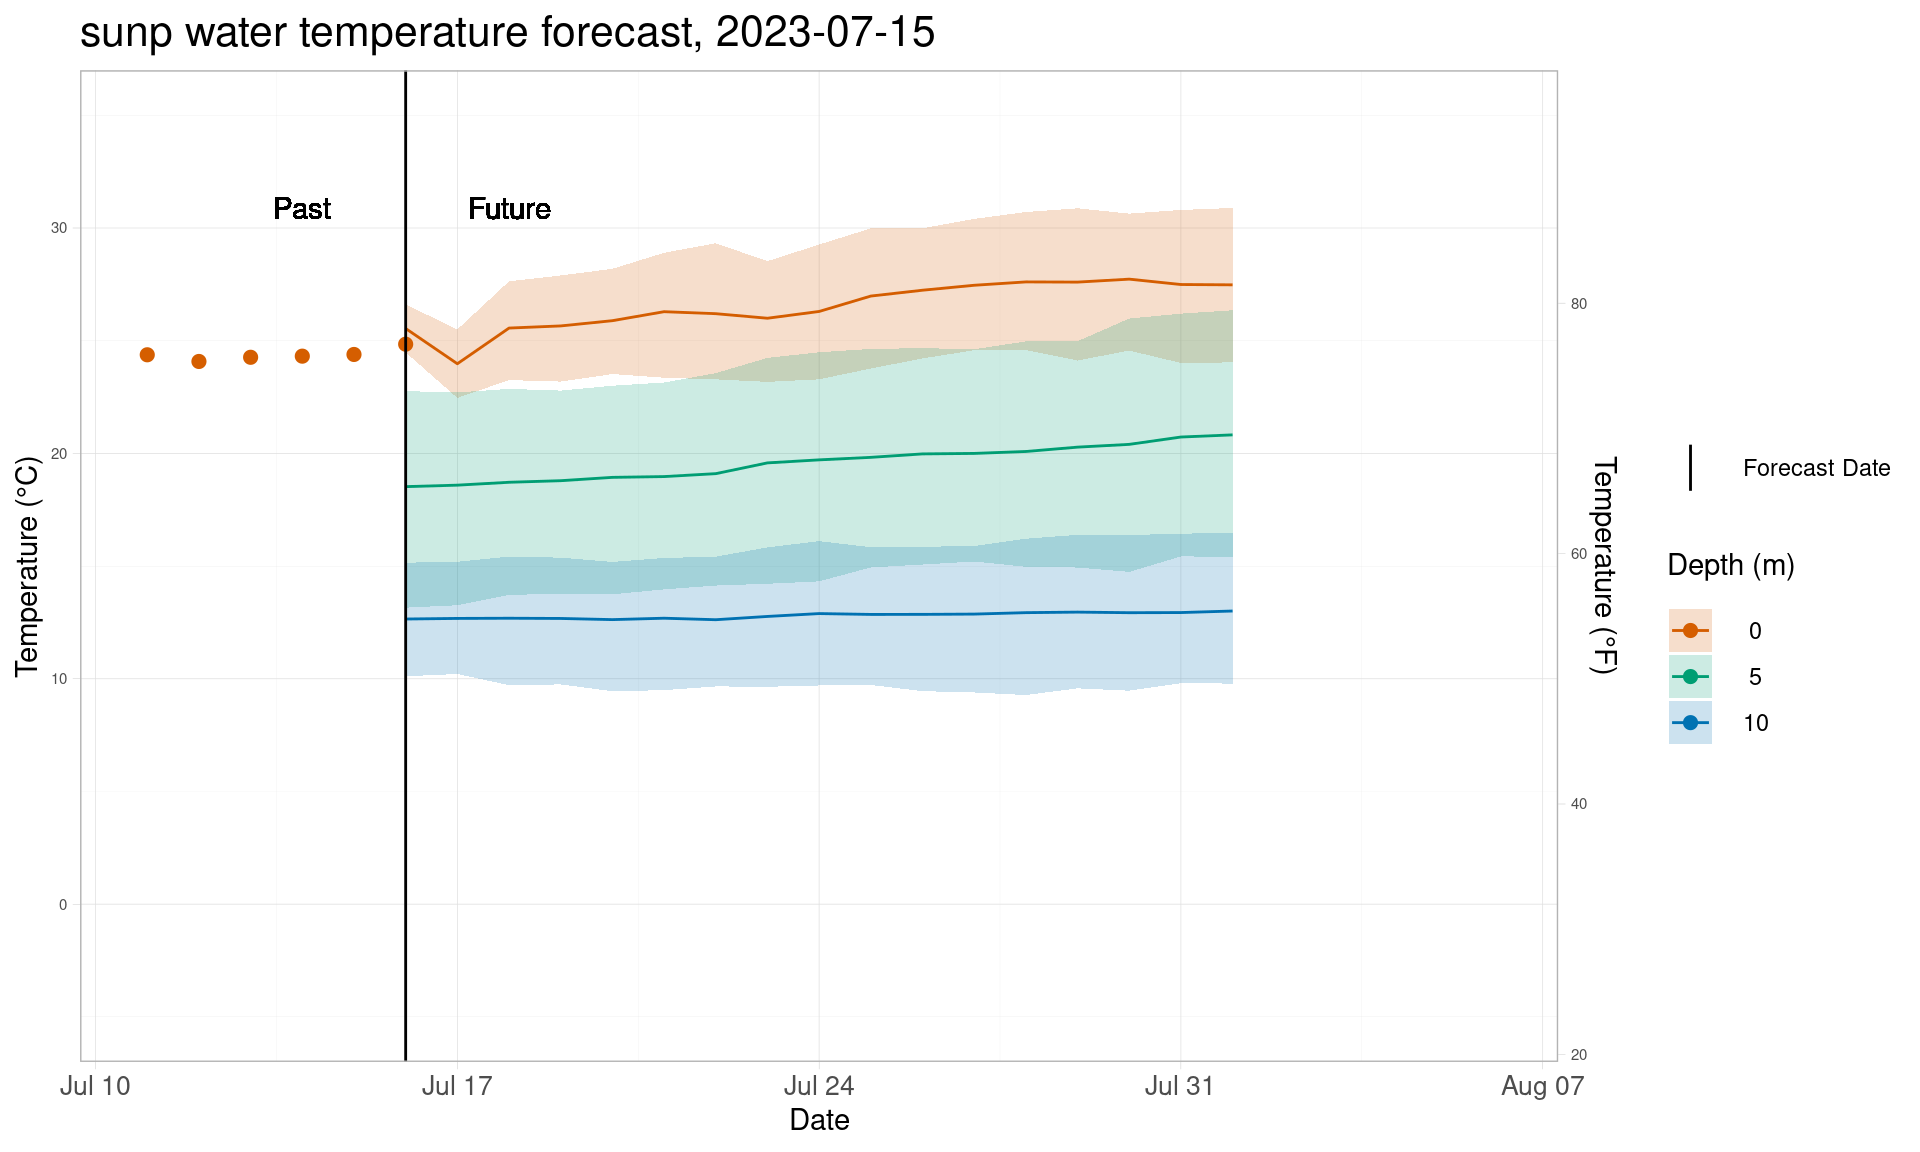 sunp water temperature forecast, 2023-07-15
Past
Future
30
20
10
0
Temperature (°C)
80
60
40
20
Temperature (°F)
Jul 10
Jul 17
Jul 24
Jul 31
Aug 07
Date
Forecast Date
Depth (m)
0
5
10